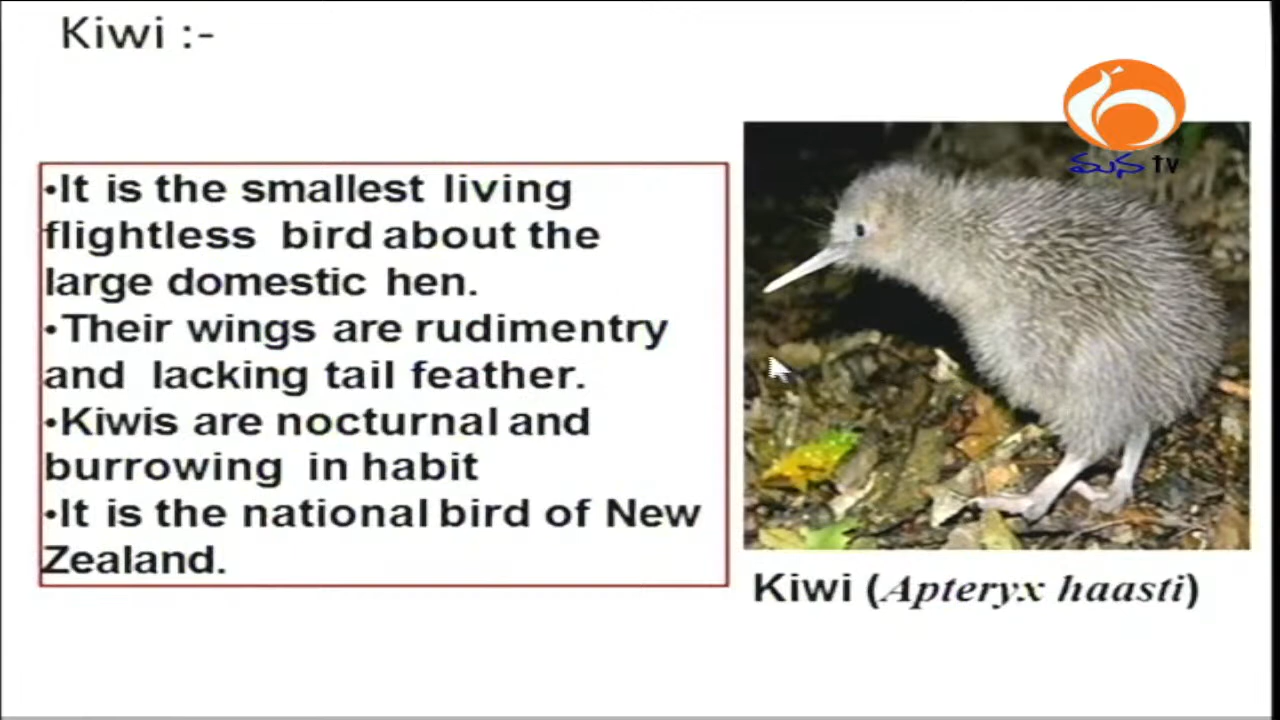 Kiwi :-
మన tv
•It is the smallest living
flightless bird about the
large domestic hen.
•Their wings are rudimentry
and lacking tail feather.
•Kiwis are nocturnal and
burrowing in habit
•It is the national bird of New
Zealand.
Kiwi (Apteryx haasti)